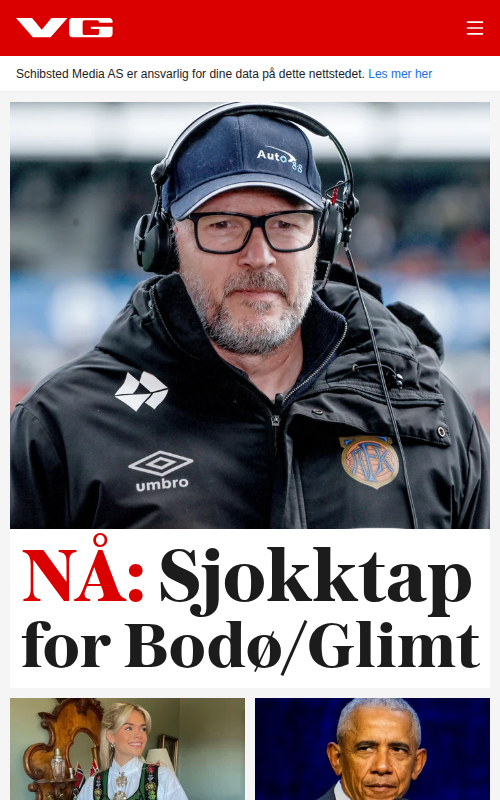 VG
Schibsted Media AS er ansvarlig for dine data på dette nettstedet. Les mer her
Auto 88
umbro
AFK
NÅ: Sjokktap
for Bodø/Glimt